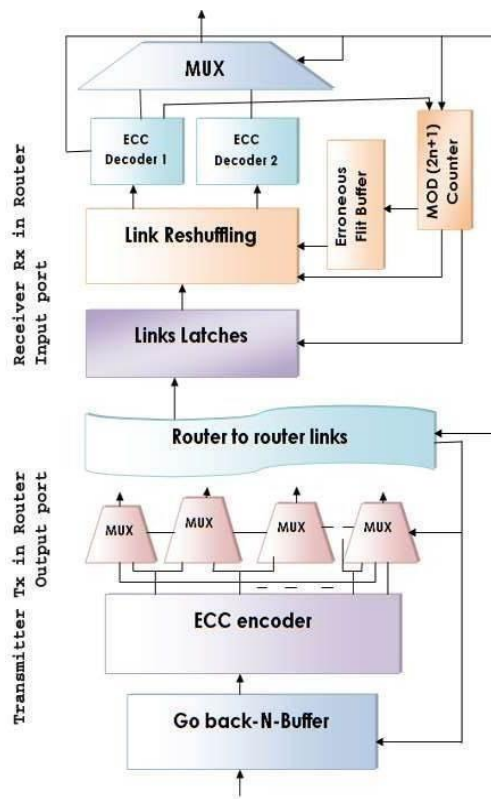 MUX
ECC
Decoder 1
ECC
Decoder 2
Erroneous
Flit Buffer
MOD (2n+1)
Counter
Link Reshuffling
Links Latches
Receiver Rx in Router
Input port
Router to router links
MUX
MUX
MUX
MUX
Transmitter Tx in Router
Output port
ECC encoder
Go back-N-Buffer